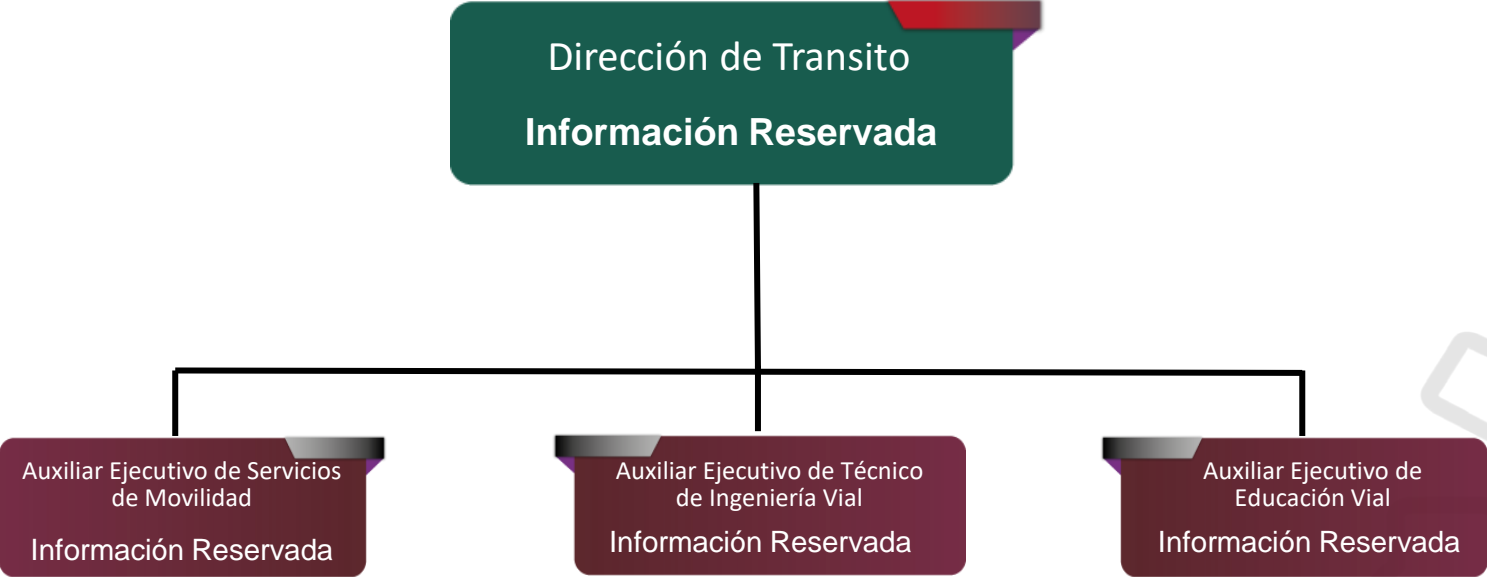 Dirección de Transito
Información Reservada
Auxiliar Ejecutivo de Servicios
de Movilidad
Información Reservada
Auxiliar Ejecutivo de Técnico
de Ingeniería Vial
Información Reservada
Auxiliar Ejecutivo de
Educación Vial
Información Reservada